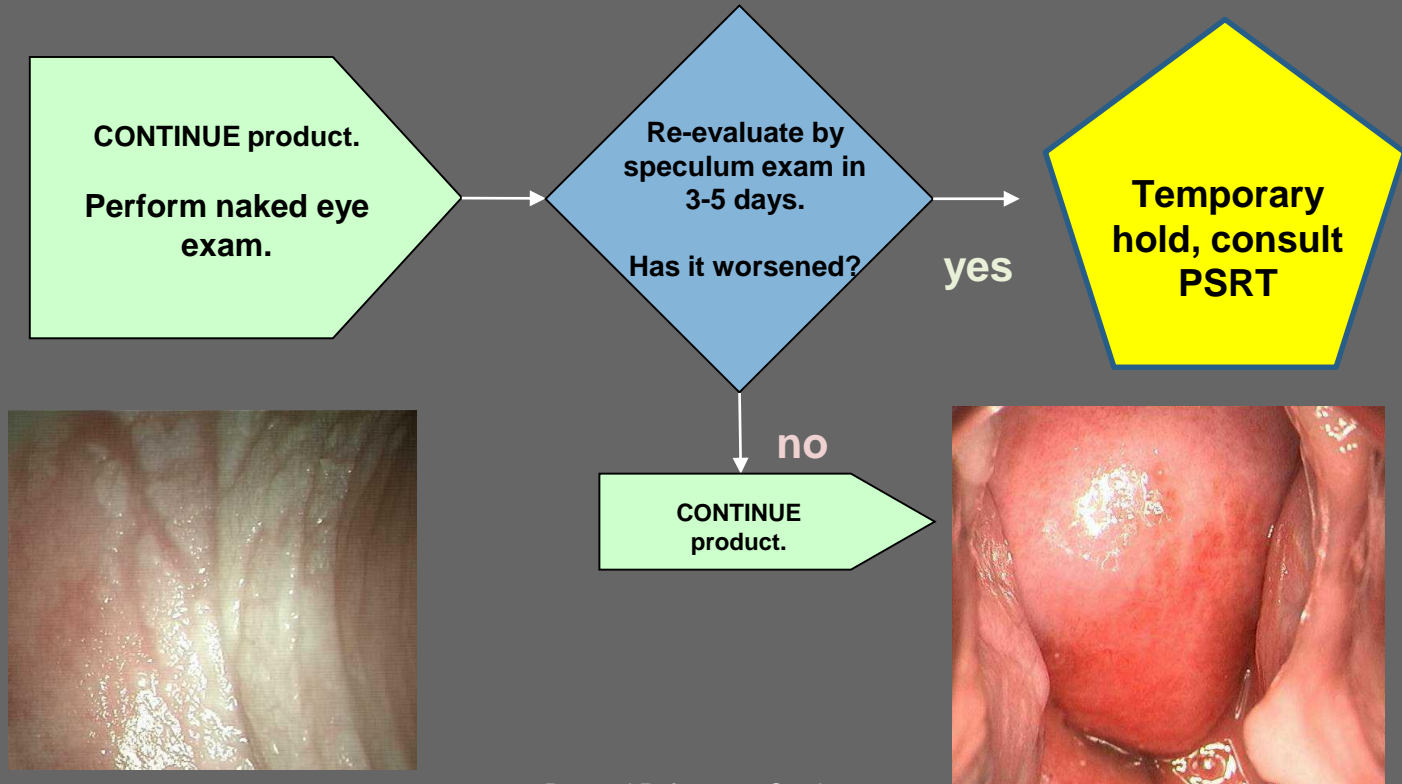 CONTINUE product.
Perform naked eye
exam.
Re-evaluate by
speculum exam in
3-5 days.
Has it worsened?
yes
Temporary
hold, consult
PSRT
no
CONTINUE
product.